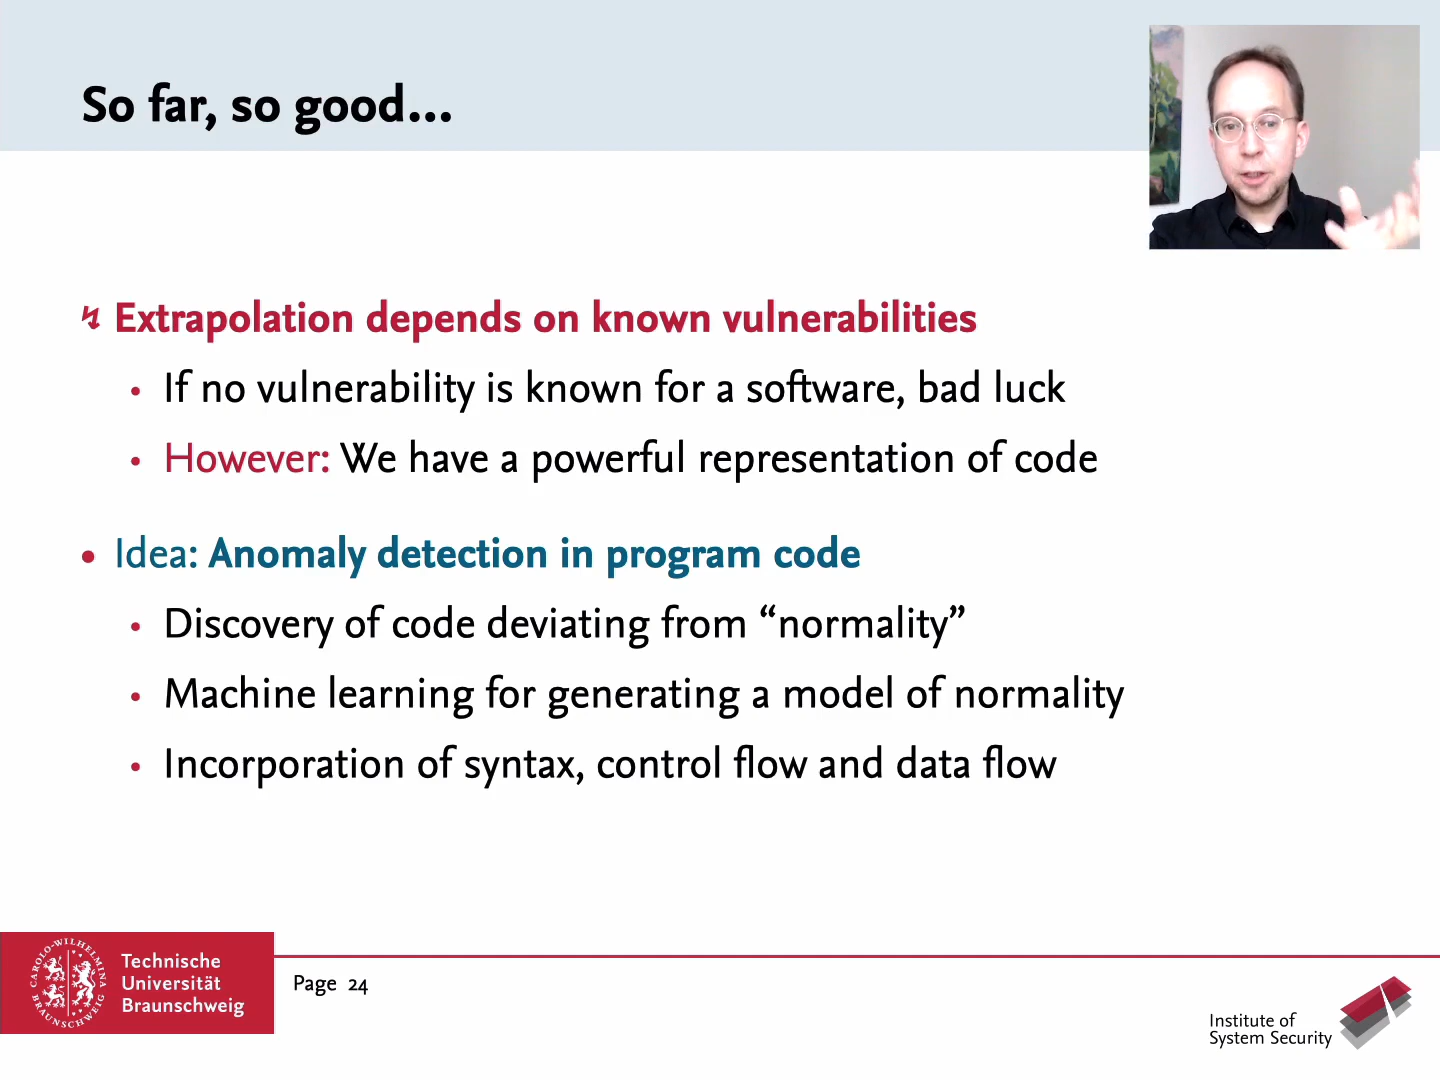 So far, so good...
↯ Extrapolation depends on known vulnerabilities
• If no vulnerability is known for a software, bad luck
• However: We have a powerful representation of code
• Idea: Anomaly detection in program code
• Discovery of code deviating from “normality”
• Machine learning for generating a model of normality
• Incorporation of syntax, control flow and data flow
CAROLO-WILHELMINA
BRAUNSCHWEIG
Technische
Universität
Braunschweig
Page 24
Institute of
System Security